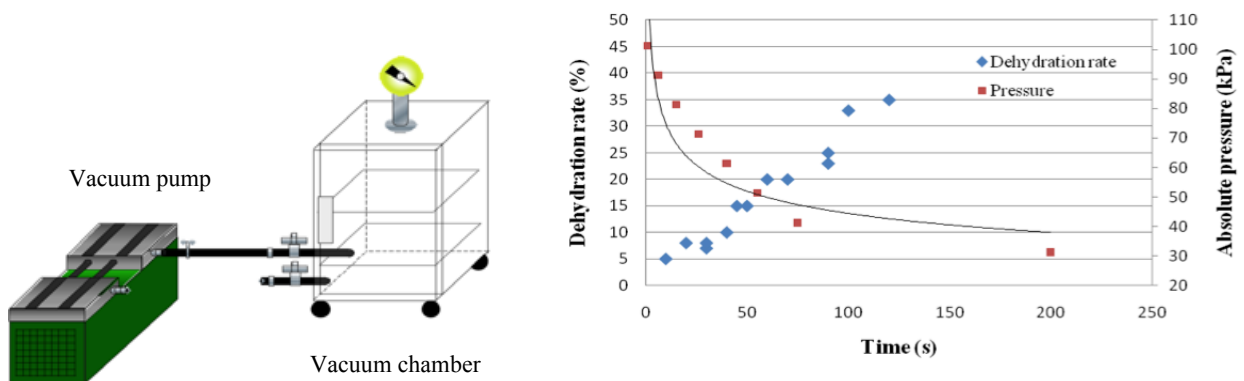 Vacuum pump
Vacuum chamber
Dehydration rate (%)
50
45
40
35
30
25
20
15
10
5
0
Dehydration rate
Pressure
110
100
90
80
70
60
50
40
30
20
Absolute pressure (kPa)
0 50 100 150 200 250
Time (s)